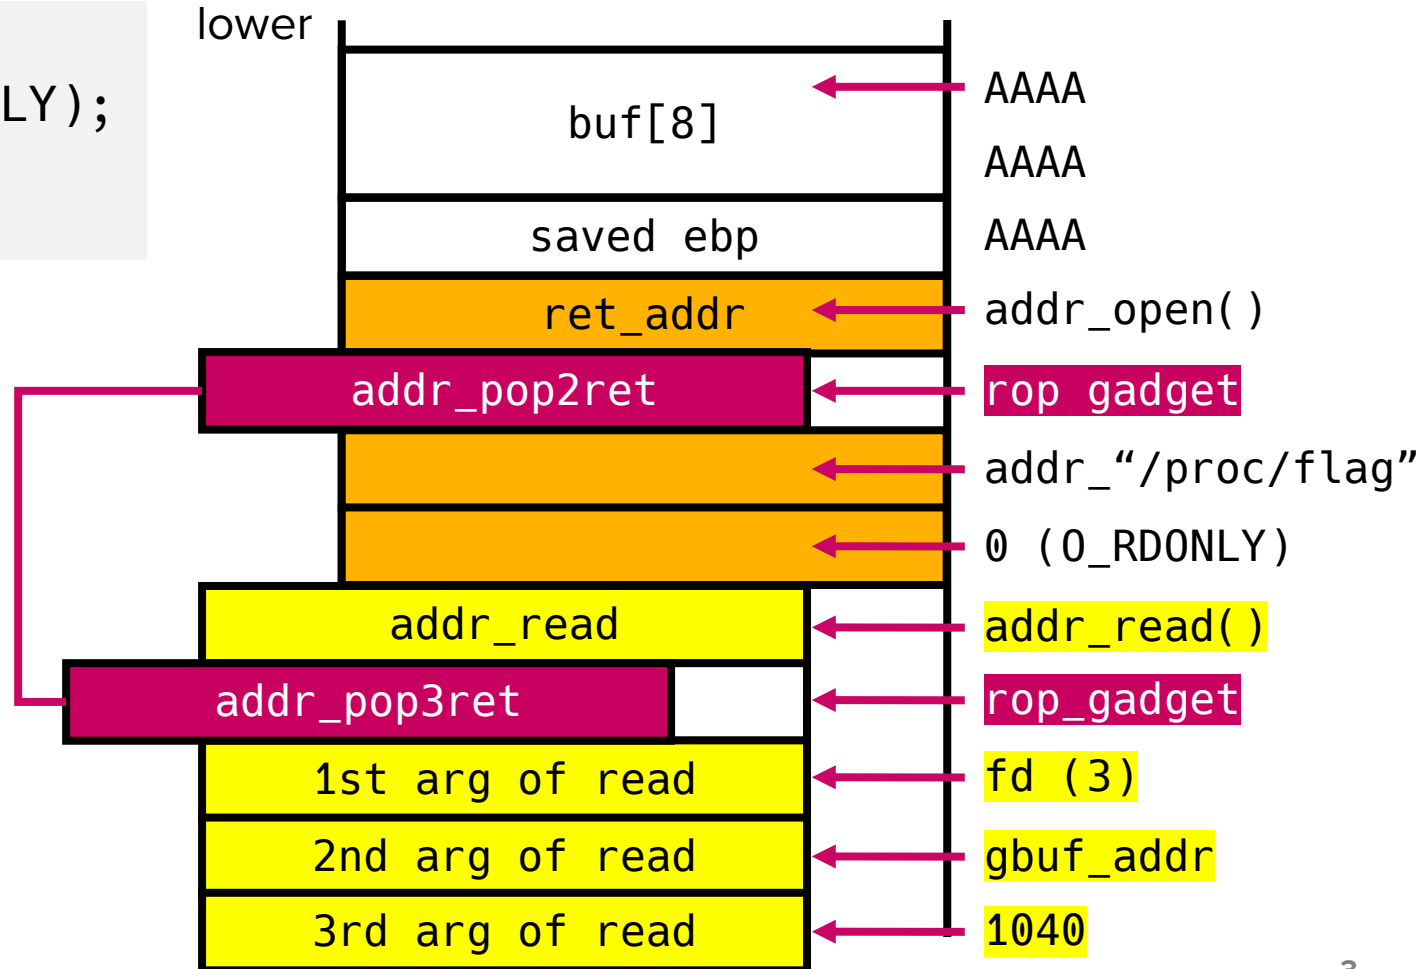 lower
LY);
buf[8]
AAAA
AAAA
saved ebp
AAAA
ret_addr
addr_open()
addr_pop2ret
rop gadget
addr_“/proc/flag”
0 (O_RDONLY)
addr_read
addr_read()
addr_pop3ret
rop_gadget
1st arg of read
fd (3)
2nd arg of read
gbuf_addr
3rd arg of read
1040